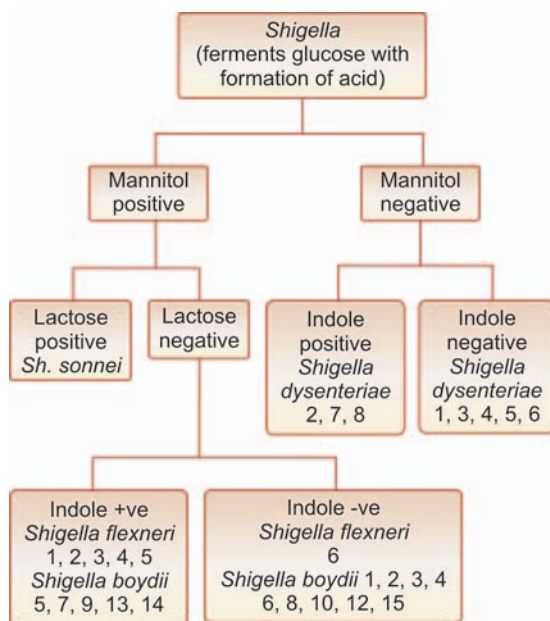 Shigella
(ferments glucose with
formation of acid)
Mannitol
positive
Mannitol
negative
Lactose
positive
Sh. sonnei
Lactose
negative
Indole
positive
Shigella
dysenteriae
2, 7, 8
Indole
negative
Shigella
dysenteriae
1, 3, 4, 5, 6
Indole +ve
Shigella flexneri
1, 2, 3, 4, 5
Shigella boydii
5, 7, 9, 13, 14
Indole -ve
Shigella flexneri
6
Shigella boydii 1, 2, 3, 4
6, 8, 10, 12, 15